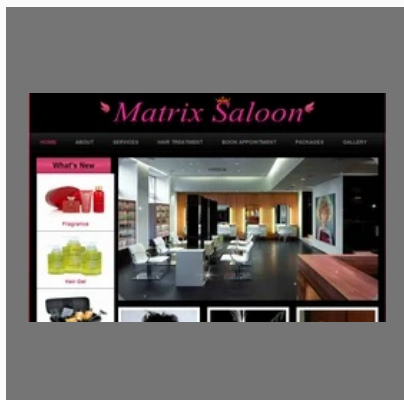 Matrix Saloon
HOME ABOUT SERVICES HAIR TREATMENT BOOK APPOINTMENT PACKAGES GALLERY
What's New
Fragrance
Hair Gel